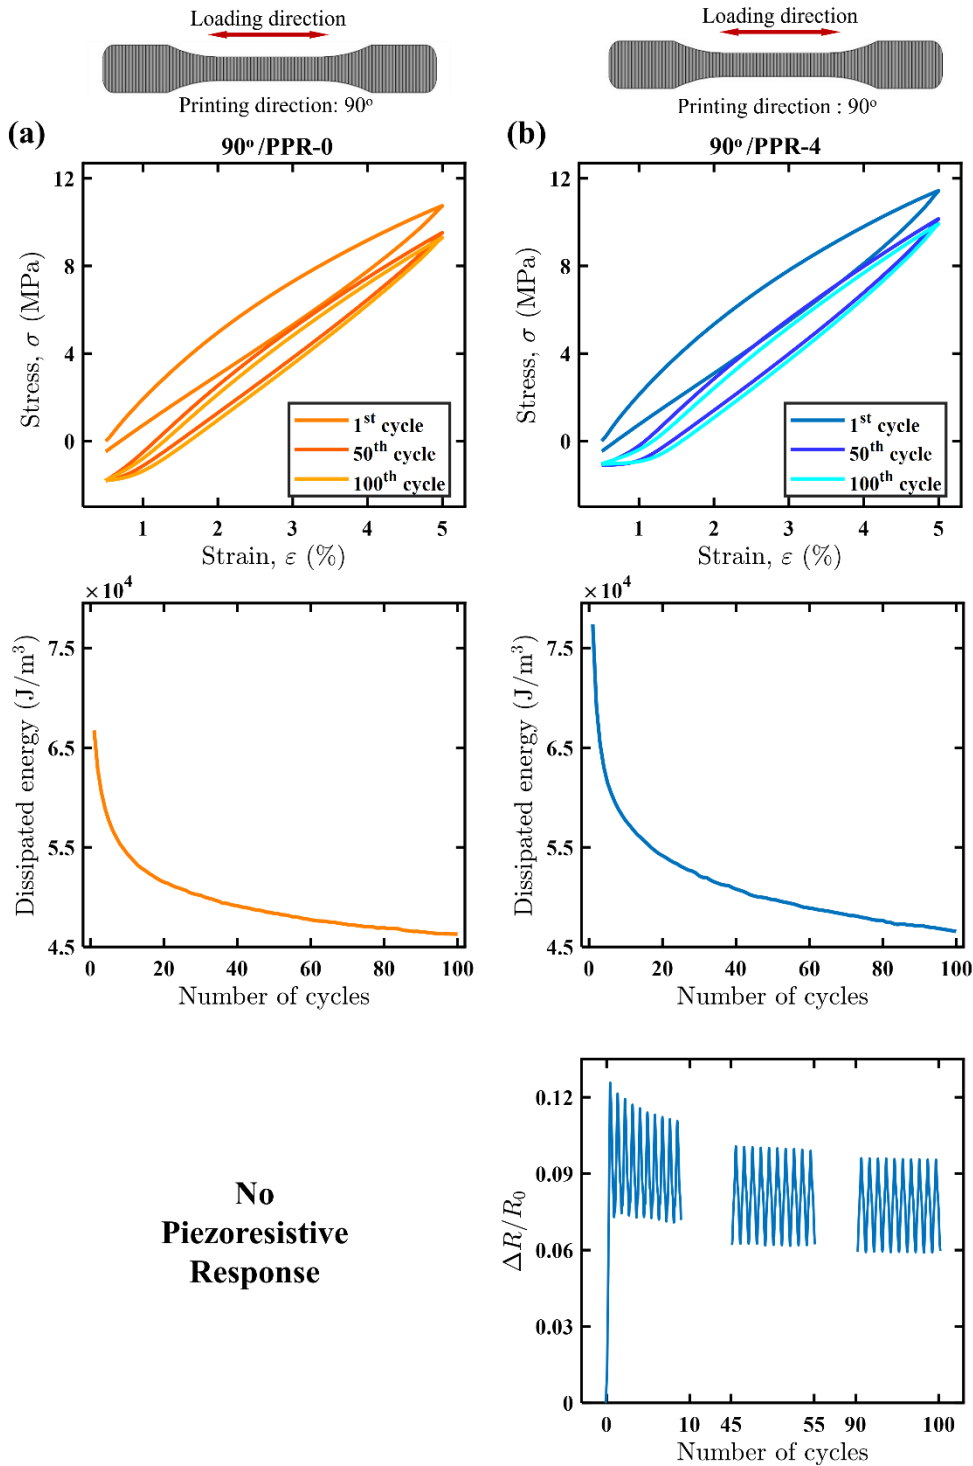 Loading direction
Printing direction: 90°
(a)
90°/PPR-0
12
8
4
0
Stress, σ (MPa)
1st cycle
50th cycle
100th cycle
1 2 3 4 5
Strain, ε (%)
×10⁴
7.5
6.5
5.5
4.5
Dissipated energy (J/m³)
0 20 40 60 80 100
Number of cycles
No
Piezoresistive
Response
Loading direction
Printing direction : 90°
(b)
90°/PPR-4
12
8
4
0
Stress, σ (MPa)
1st cycle
50th cycle
100th cycle
1 2 3 4 5
Strain, ε (%)
×10⁴
7.5
6.5
5.5
4.5
Dissipated energy (J/m³)
0 20 40 60 80 100
Number of cycles
0.12
0.09
0.06
0.03
0
ΔR/R₀
0 10 45 55 90 100
Number of cycles